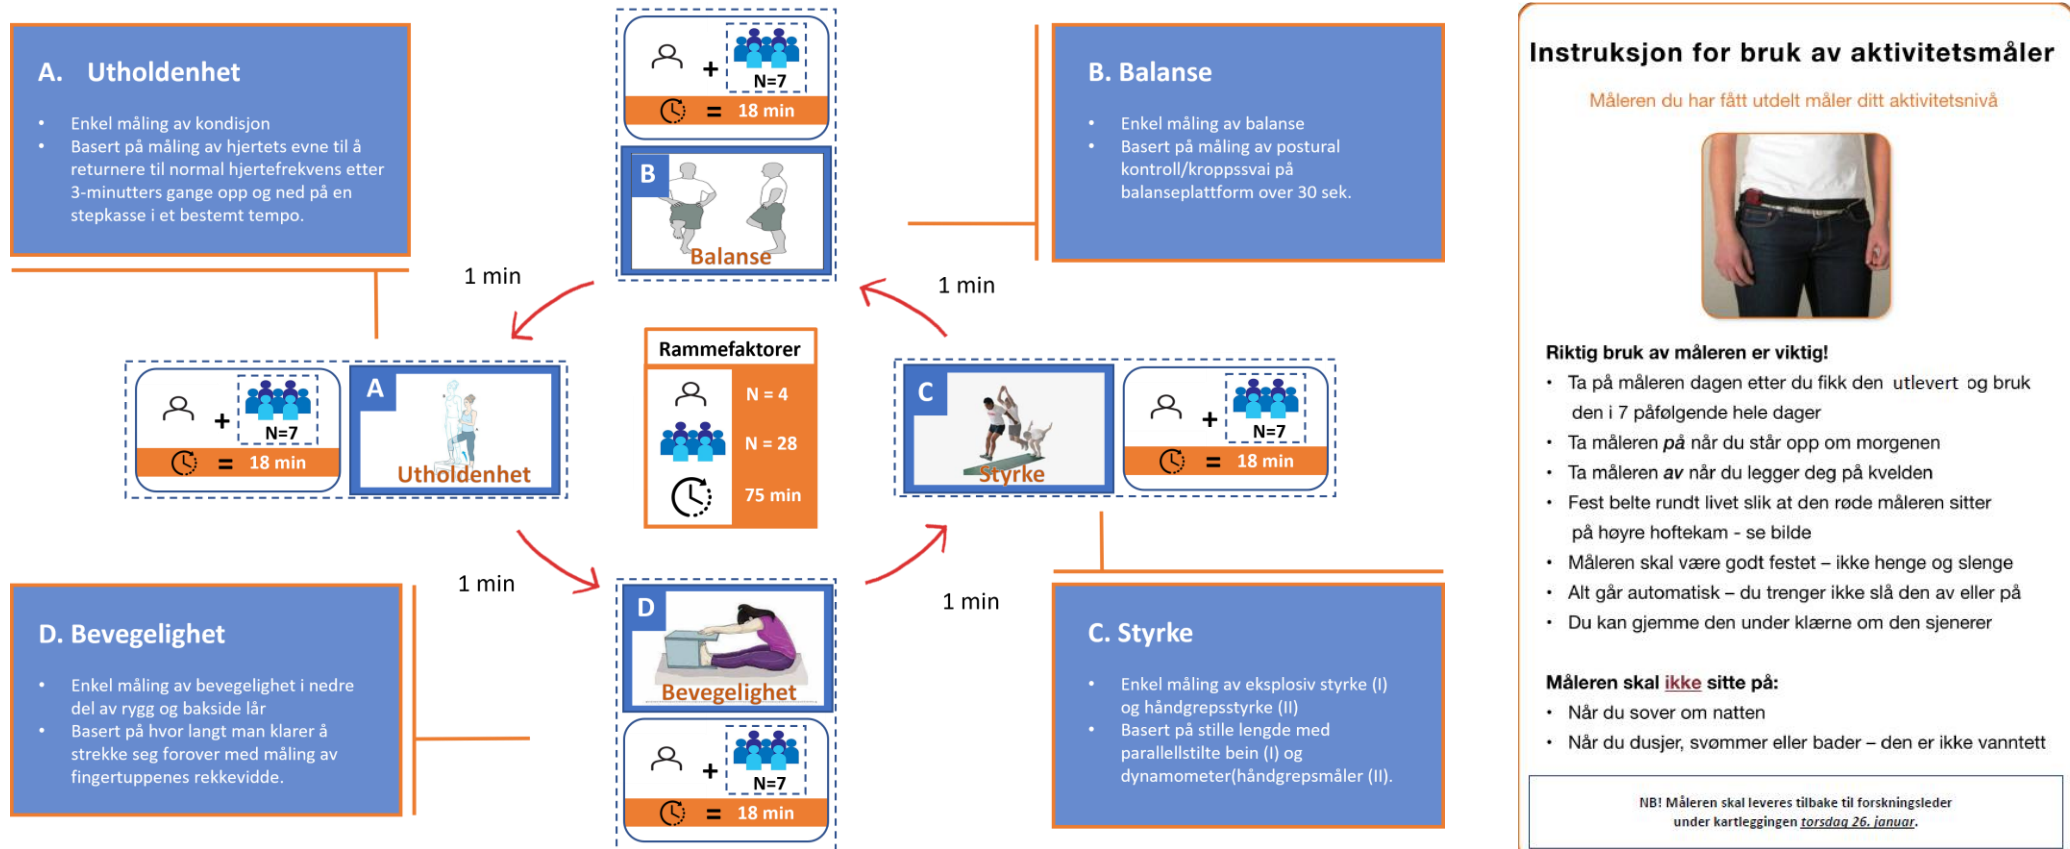 A. Utholdenhet
• Enkel måling av kondisjon
• Basert på måling av hjertets evne til å
returnere til normal hjertefrekvens etter
3-minutters gange opp og ned på en
stepkasse i et bestemt tempo.
+
N=7
= 18 min
B
Balanse
B. Balanse
• Enkel måling av balanse
• Basert på måling av postural
kontroll/kroppssvai på
balanseplattform over 30 sek.
1 min
1 min
+
N=7
= 18 min
A
Utholdenhet
Rammefaktorer
N = 4
N = 28
75 min
C
Styrke
+
N=7
= 18 min
1 min
1 min
D
Bevegelighet
+
N=7
= 18 min
D. Bevegelighet
• Enkel måling av bevegelighet i nedre
del av rygg og bakside lår
• Basert på hvor langt man klarer å
strekke seg forover med måling av
fingertuppenes rekkevidde.
C. Styrke
• Enkel måling av eksplosiv styrke (I)
og håndgrepsstyrke (II)
• Basert på stille lengde med
parallellstilte bein (I) og
dynamometer(håndgrepsmåler (II).
Instruksjon for bruk av aktivitetsmåler
Måleren du har fått utdelt måler ditt aktivitetsnivå
Riktig bruk av måleren er viktig!
• Ta på måleren dagen etter du fikk den utlevert og bruk
den i 7 påfølgende hele dager
• Ta måleren på når du står opp om morgenen
• Ta måleren av når du legger deg på kvelden
• Fest belte rundt livet slik at den røde måleren sitter
på høyre hoftekam - se bilde
• Måleren skal være godt festet – ikke henge og slenge
• Alt går automatisk – du trenger ikke slå den av eller på
• Du kan gjemme den under klærne om den sjenerer
Måleren skal ikke sitte på:
• Når du sover om natten
• Når du dusjer, svømmer eller bader – den er ikke vanntett
NB! Måleren skal leveres tilbake til forskningsleder
under kartleggingen torsdag 26. januar.